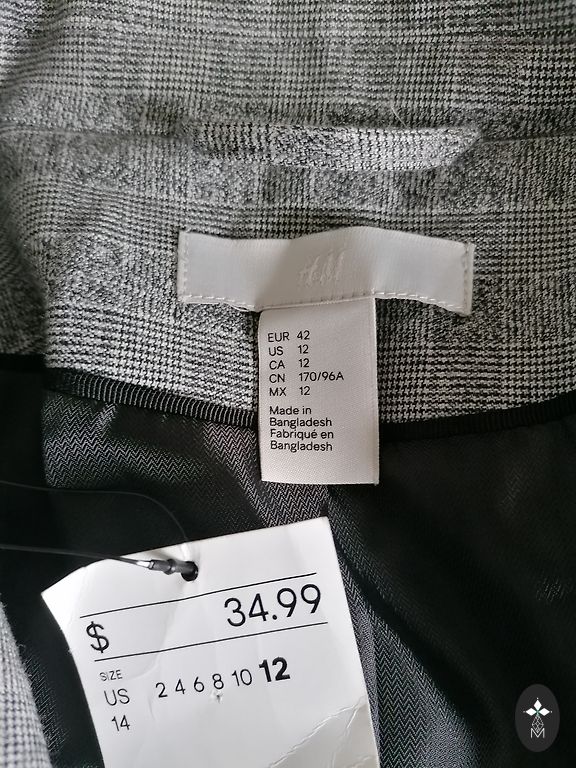 H&M
EUR 42
US 12
CA 12
CN 170/96A
MX 12
Made in
Bangladesh
Fabriqué en
Bangladesh
$ 34.99
SIZE
US 2 4 6 8 10 12
14
M